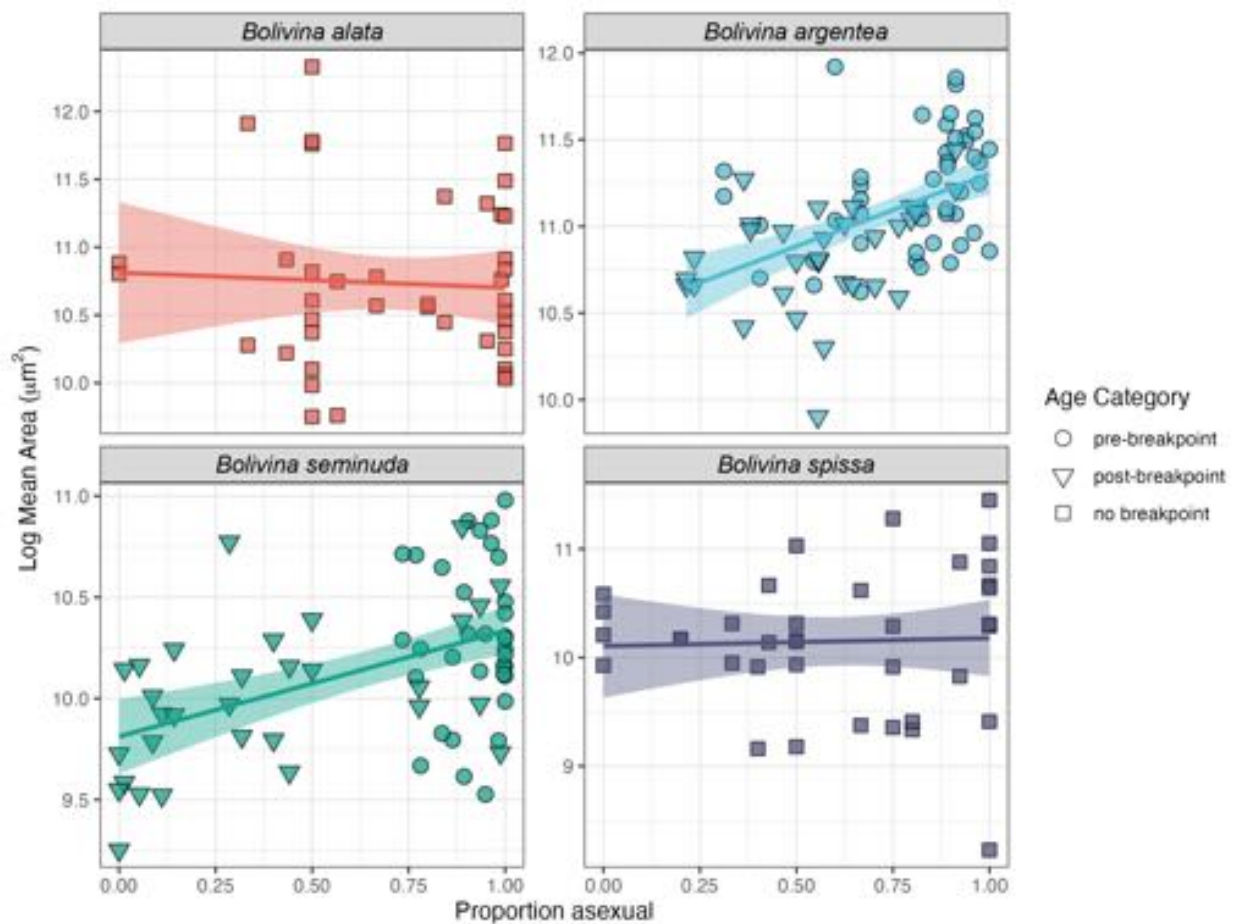 Bolivina alata
Bolivina argentea
12.0
11.5
11.0
10.5
10.0
12.0
11.5
11.0
10.5
10.0
Bolivina seminuda
Bolivina spissa
11.0
10.5
10.0
9.5
11
10
9
0.00 0.25 0.50 0.75 1.00
0.00 0.25 0.50 0.75 1.00
Log Mean Area (μm²)
Proportion asexual
Age Category
pre-breakpoint
post-breakpoint
no breakpoint